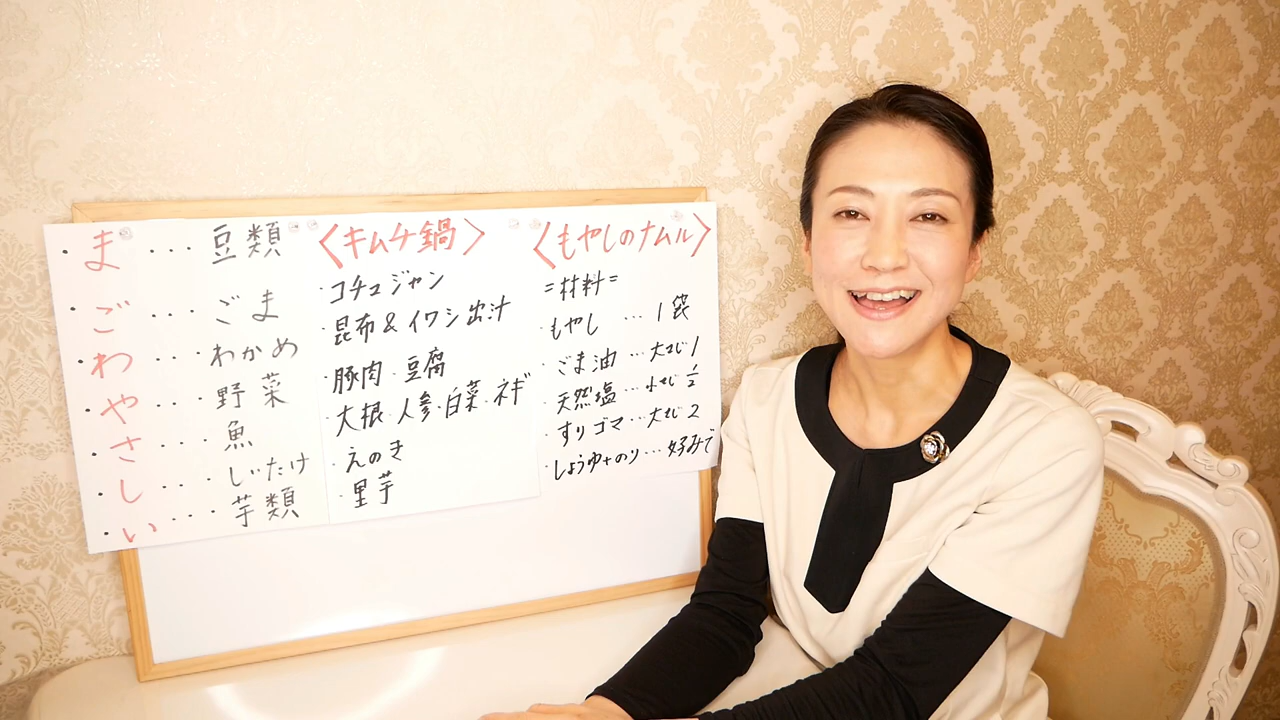 ・ま…豆類
・ご…ごま
・わ…わかめ
・や…野菜
・さ…魚
・し…しいたけ
・い…芋類
〈キムチ鍋〉
・コチュジャン
・昆布&イワシ出汁
・豚肉・豆腐
・大根・人参・白菜・ネギ
・えのき
・里芋
〈もやしのナムル〉
=材料=
・もやし…1袋
・ごま油…大さじ1
・天然塩…小さじ1/2
・すりゴマ…大さじ2
・しょうゆ+のり…好みで